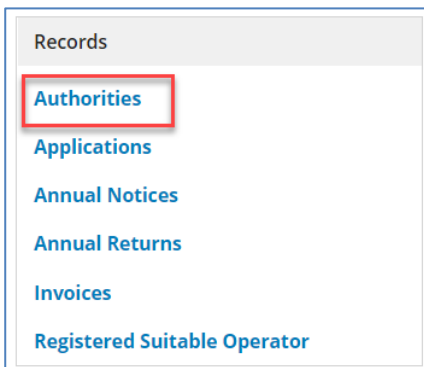 Records
Authorities
Applications
Annual Notices
Annual Returns
Invoices
Registered Suitable Operator